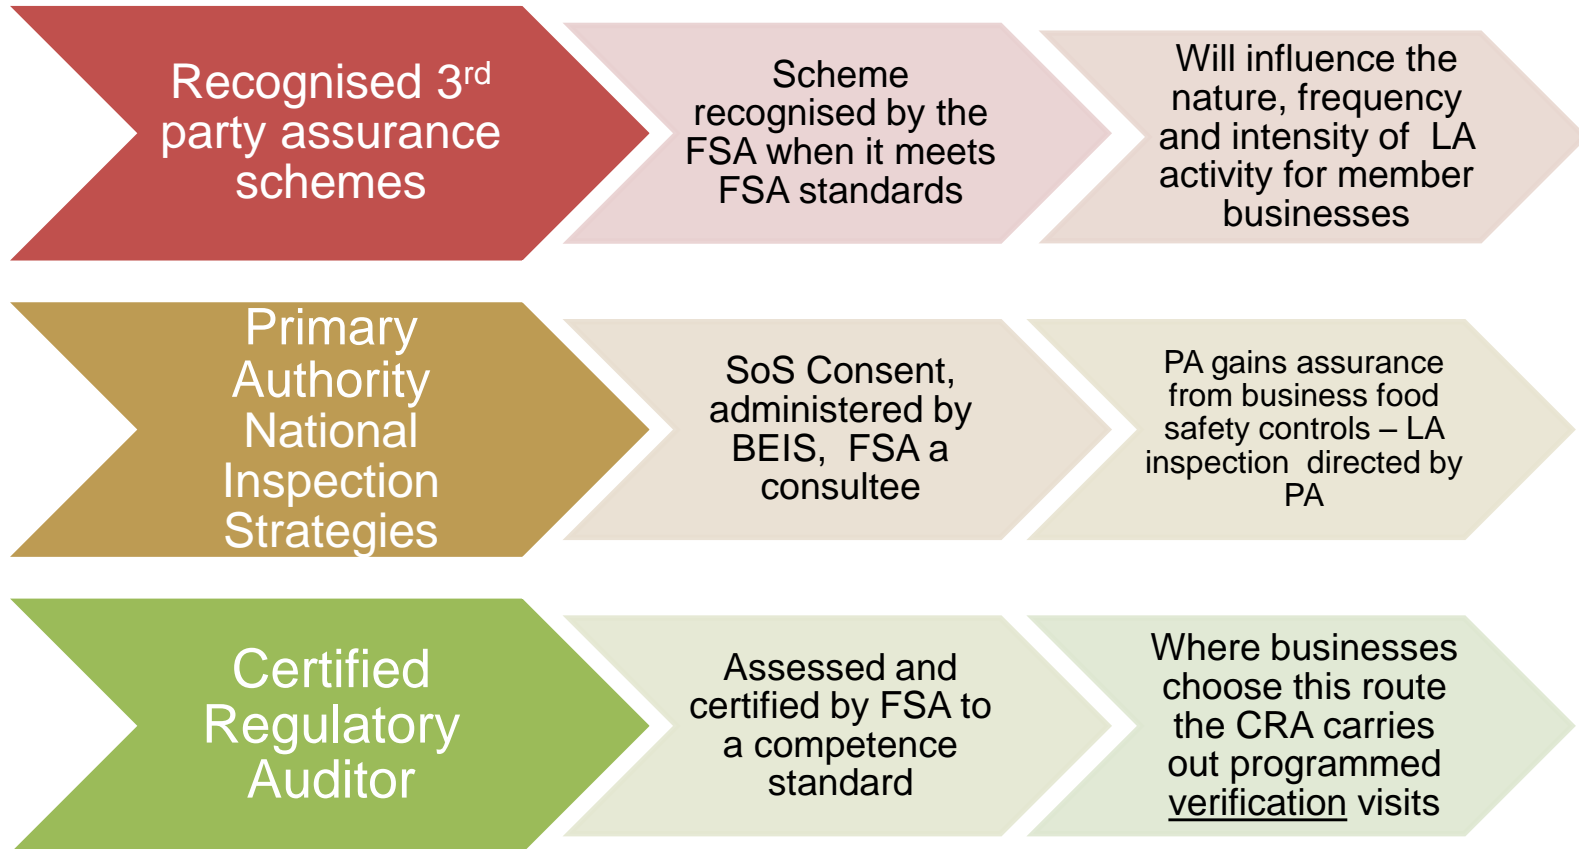 Recognised 3rd
party assurance
schemes
Scheme
recognised by the
FSA when it meets
FSA standards
Will influence the
nature, frequency
and intensity of LA
activity for member
businesses
Primary
Authority
National
Inspection
Strategies
SoS Consent,
administered by
BEIS, FSA a
consultee
PA gains assurance
from business food
safety controls – LA
inspection directed by
PA
Certified
Regulatory
Auditor
Assessed and
certified by FSA to
a competence
standard
Where businesses
choose this route
the CRA carries
out programmed
verification visits